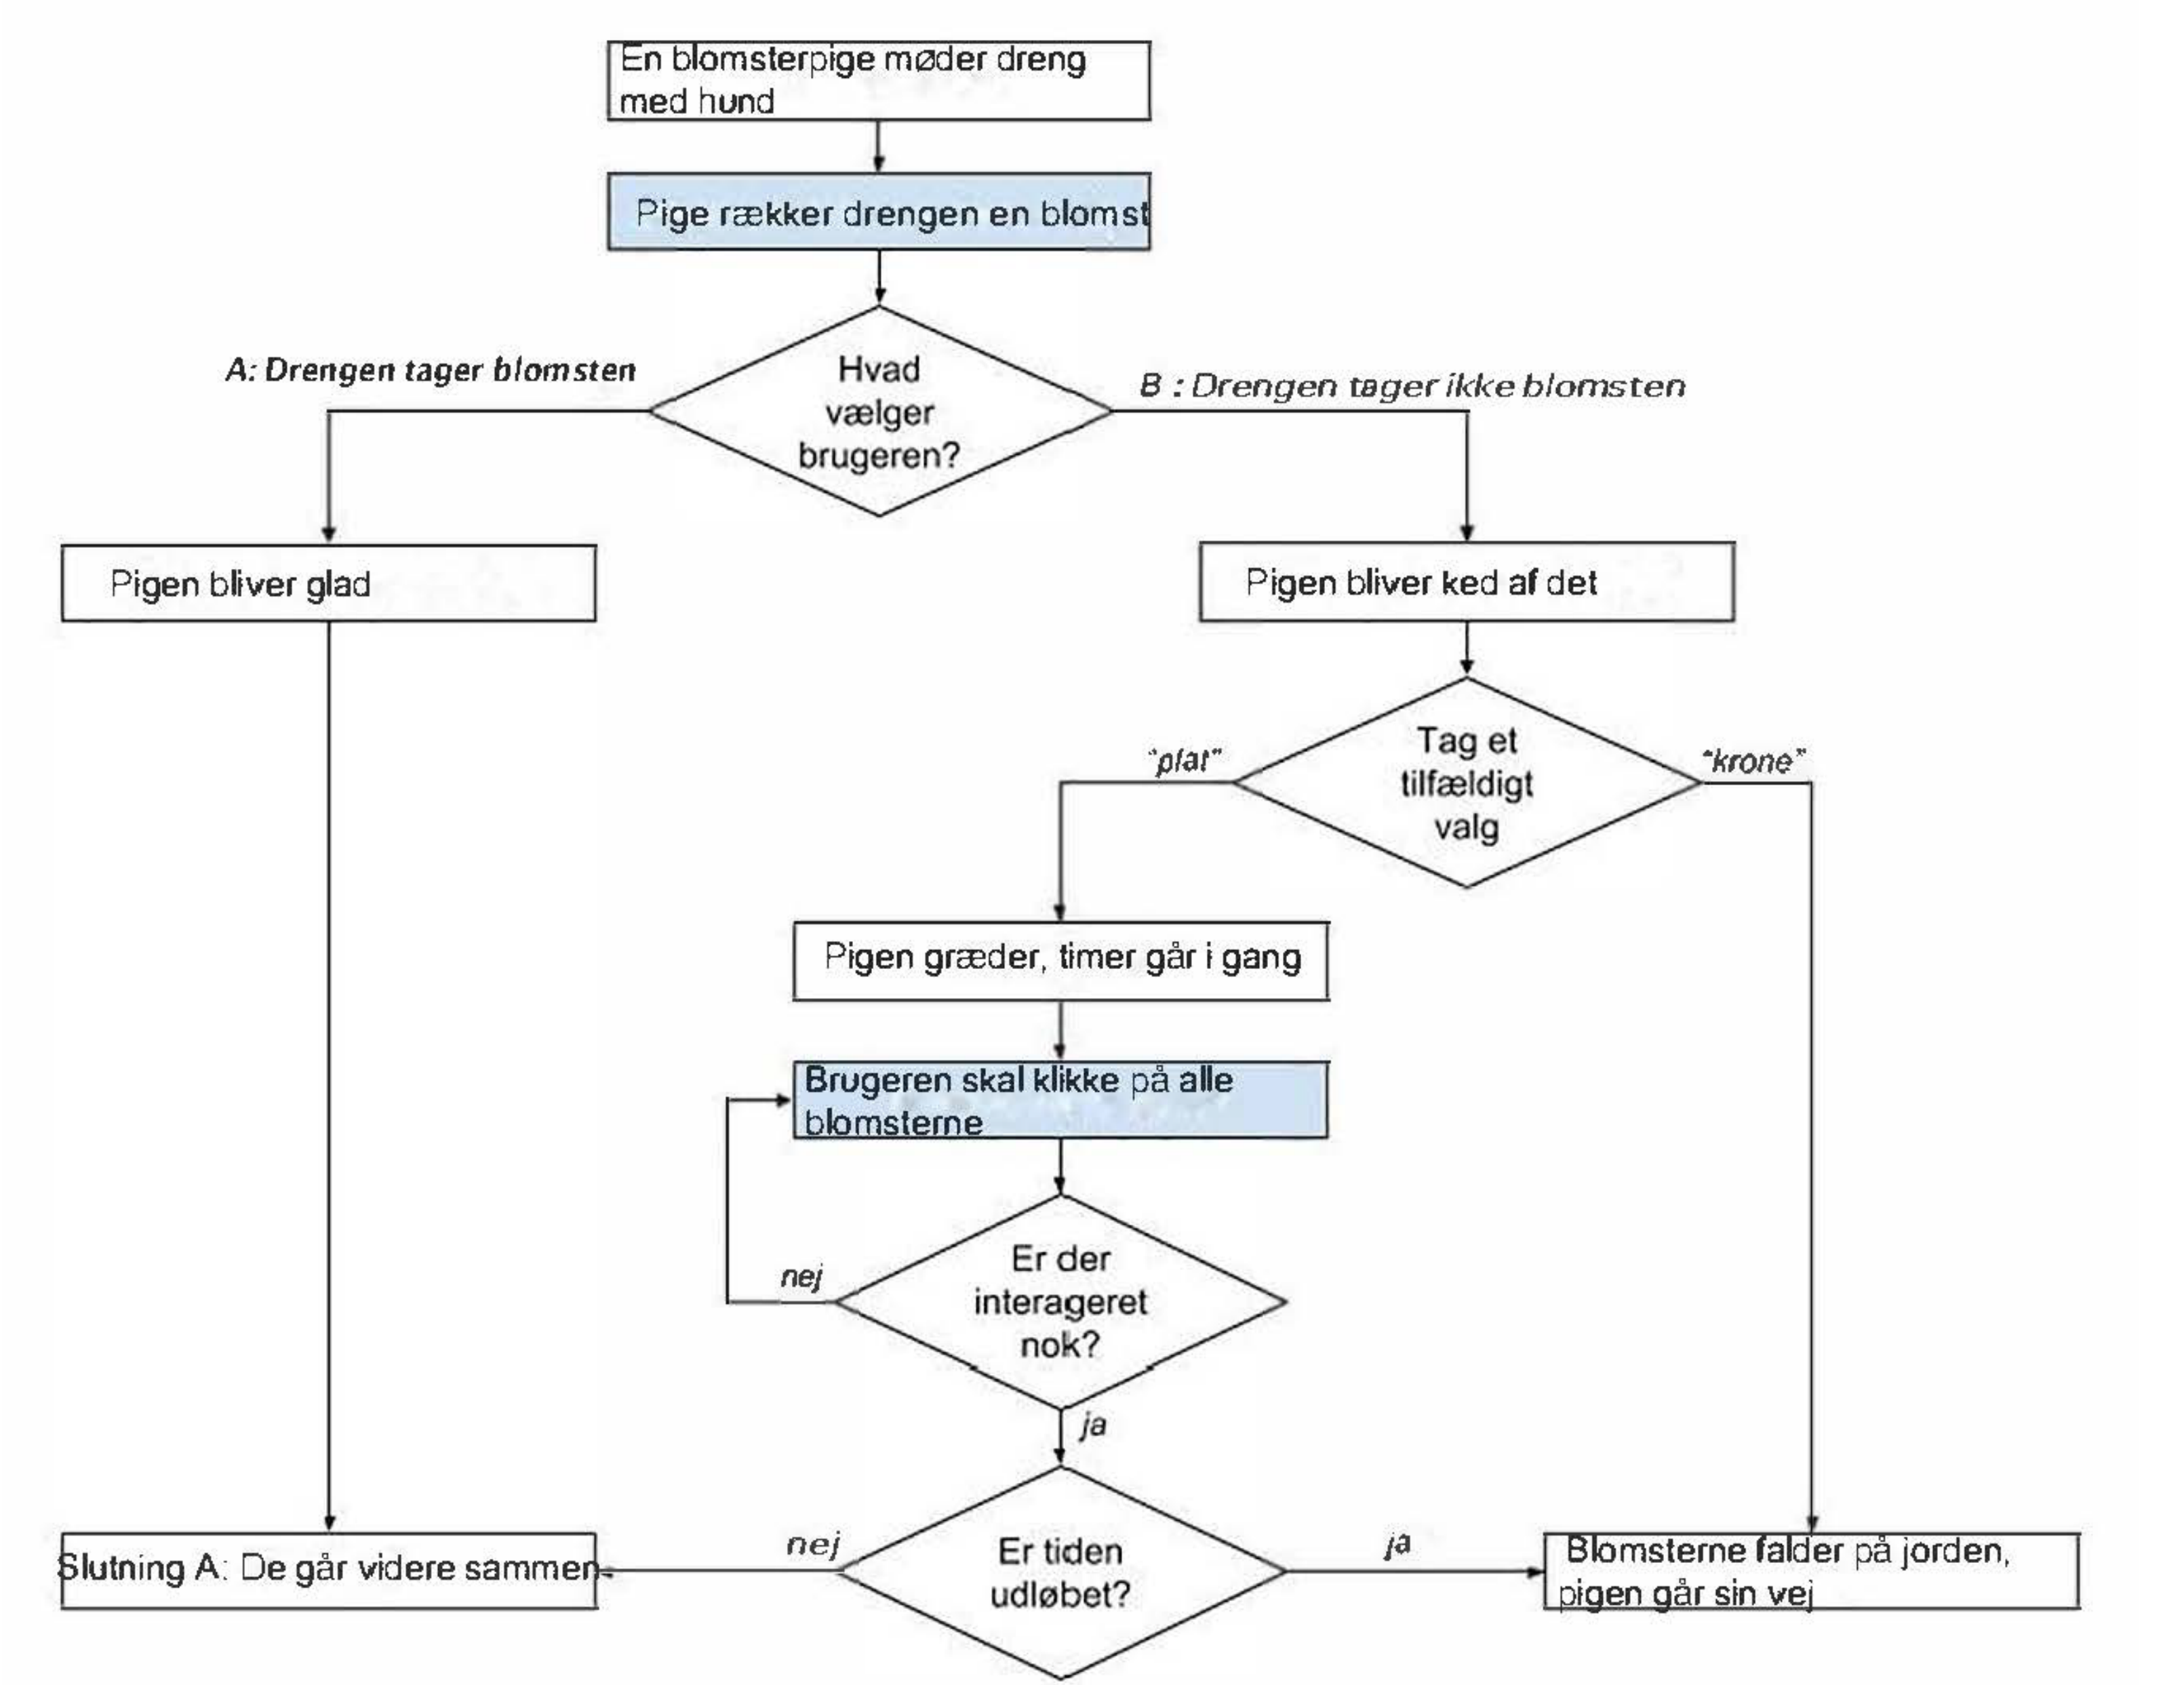 En blomsterpige møder dreng
med hund
Pige rækker drengen en blomst
A: Drengen tager blomsten
Hvad
vælger
brugeren?
B : Drengen tager ikke blomsten
Pigen bliver glad
Pigen bliver ked af det
"plat"
Tag et
tilfældigt
valg
"krone"
Pigen græder, timer går i gang
Brugeren skal klikke på alle
blomsterne
nej
Er der
interageret
nok?
ja
Slutning A: De går videre sammen
nej
Er tiden
udløbet?
ja
Blomsterne falder på jorden,
pigen går sin vej